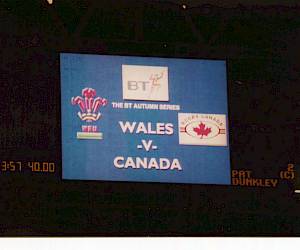 BT
THE BT AUTUMN SERIES
WRU
RUGBY CANADA
WALES
-V-
CANADA
3:57 40.00
PAT 2
DUNKLEY (C)